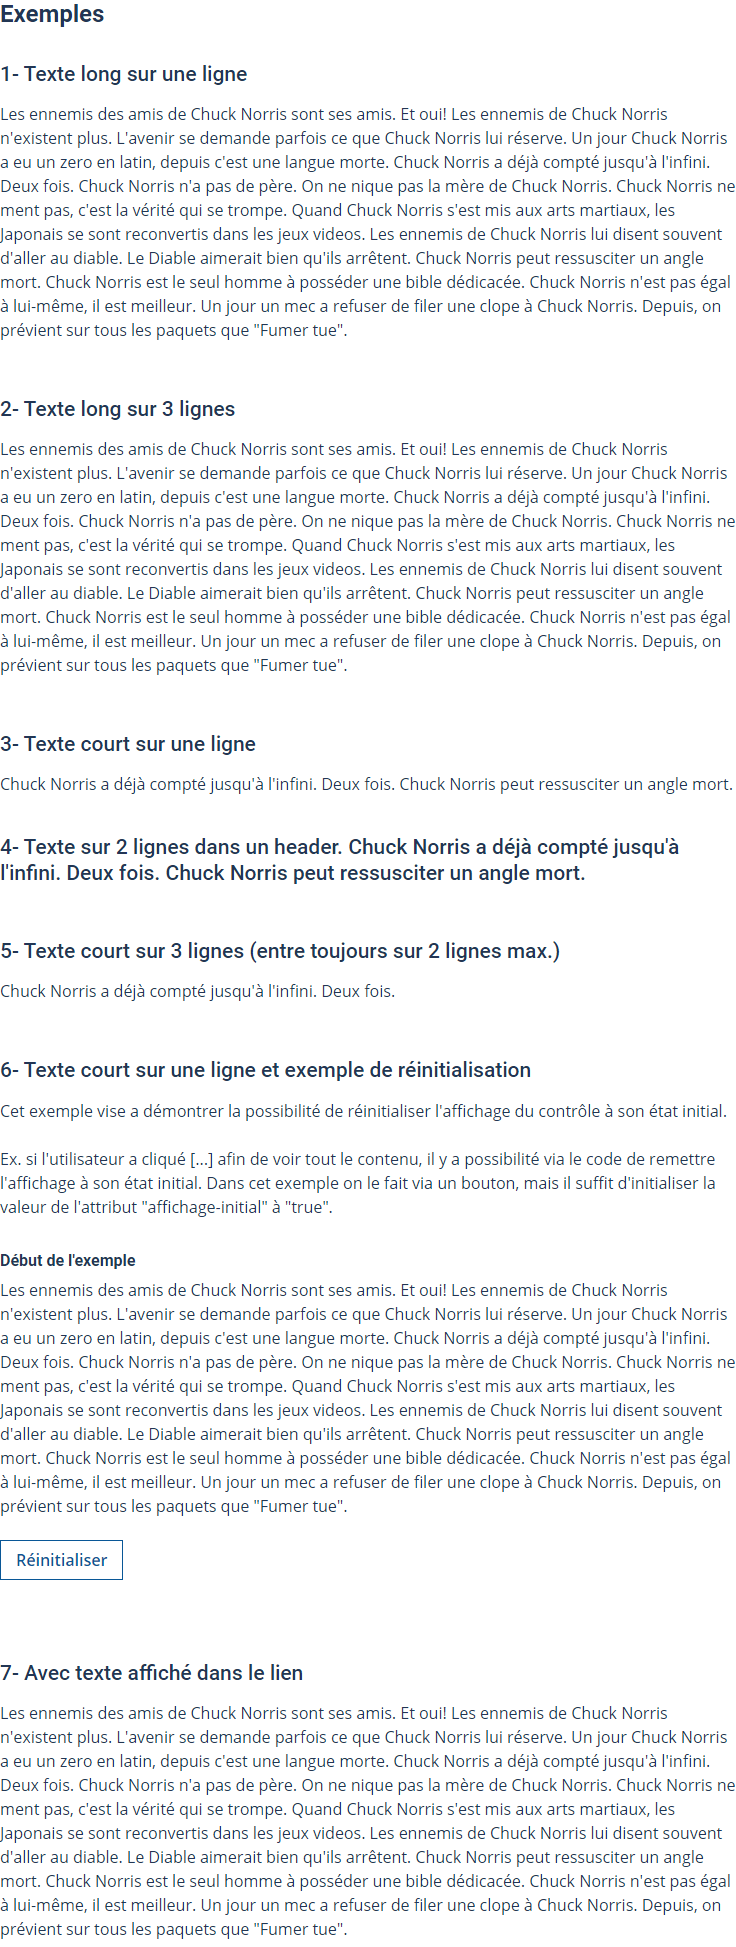 Exemples
1- Texte long sur une ligne
Les ennemis des amis de Chuck Norris sont ses amis. Et oui! Les ennemis de Chuck Norris
n'existent plus. L'avenir se demande parfois ce que Chuck Norris lui réserve. Un jour Chuck Norris
a eu un zero en latin, depuis c'est une langue morte. Chuck Norris a déjà compté jusqu'à l'infini.
Deux fois. Chuck Norris n'a pas de père. On ne nique pas la mère de Chuck Norris. Chuck Norris ne
ment pas, c'est la vérité qui se trompe. Quand Chuck Norris s'est mis aux arts martiaux, les
Japonais se sont reconvertis dans les jeux videos. Les ennemis de Chuck Norris lui disent souvent
d'aller au diable. Le Diable aimerait bien qu'ils arrêtent. Chuck Norris peut ressusciter un angle
mort. Chuck Norris est le seul homme à posséder une bible dédicacée. Chuck Norris n'est pas égal
à lui-même, il est meilleur. Un jour un mec a refuser de filer une clope à Chuck Norris. Depuis, on
prévient sur tous les paquets que "Fumer tue".
2- Texte long sur 3 lignes
Les ennemis des amis de Chuck Norris sont ses amis. Et oui! Les ennemis de Chuck Norris
n'existent plus. L'avenir se demande parfois ce que Chuck Norris lui réserve. Un jour Chuck Norris
a eu un zero en latin, depuis c'est une langue morte. Chuck Norris a déjà compté jusqu'à l'infini.
Deux fois. Chuck Norris n'a pas de père. On ne nique pas la mère de Chuck Norris. Chuck Norris ne
ment pas, c'est la vérité qui se trompe. Quand Chuck Norris s'est mis aux arts martiaux, les
Japonais se sont reconvertis dans les jeux videos. Les ennemis de Chuck Norris lui disent souvent
d'aller au diable. Le Diable aimerait bien qu'ils arrêtent. Chuck Norris peut ressusciter un angle
mort. Chuck Norris est le seul homme à posséder une bible dédicacée. Chuck Norris n'est pas égal
à lui-même, il est meilleur. Un jour un mec a refuser de filer une clope à Chuck Norris. Depuis, on
prévient sur tous les paquets que "Fumer tue".
3- Texte court sur une ligne
Chuck Norris a déjà compté jusqu'à l'infini. Deux fois. Chuck Norris peut ressusciter un angle mort.
4- Texte sur 2 lignes dans un header. Chuck Norris a déjà compté jusqu'à
l'infini. Deux fois. Chuck Norris peut ressusciter un angle mort.
5- Texte court sur 3 lignes (entre toujours sur 2 lignes max.)
Chuck Norris a déjà compté jusqu'à l'infini. Deux fois.
6- Texte court sur une ligne et exemple de réinitialisation
Cet exemple vise a démontrer la possibilité de réinitialiser l'affichage du contrôle à son état initial.
Ex. si l'utilisateur a cliqué [...] afin de voir tout le contenu, il y a possibilité via le code de remettre
l'affichage à son état initial. Dans cet exemple on le fait via un bouton, mais il suffit d'initialiser la
valeur de l'attribut "affichage-initial" à "true".
Début de l'exemple
Les ennemis des amis de Chuck Norris sont ses amis. Et oui! Les ennemis de Chuck Norris
n'existent plus. L'avenir se demande parfois ce que Chuck Norris lui réserve. Un jour Chuck Norris
a eu un zero en latin, depuis c'est une langue morte. Chuck Norris a déjà compté jusqu'à l'infini.
Deux fois. Chuck Norris n'a pas de père. On ne nique pas la mère de Chuck Norris. Chuck Norris ne
ment pas, c'est la vérité qui se trompe. Quand Chuck Norris s'est mis aux arts martiaux, les
Japonais se sont reconvertis dans les jeux videos. Les ennemis de Chuck Norris lui disent souvent
d'aller au diable. Le Diable aimerait bien qu'ils arrêtent. Chuck Norris peut ressusciter un angle
mort. Chuck Norris est le seul homme à posséder une bible dédicacée. Chuck Norris n'est pas égal
à lui-même, il est meilleur. Un jour un mec a refuser de filer une clope à Chuck Norris. Depuis, on
prévient sur tous les paquets que "Fumer tue".
Réinitialiser
7- Avec texte affiché dans le lien
Les ennemis des amis de Chuck Norris sont ses amis. Et oui! Les ennemis de Chuck Norris
n'existent plus. L'avenir se demande parfois ce que Chuck Norris lui réserve. Un jour Chuck Norris
a eu un zero en latin, depuis c'est une langue morte. Chuck Norris a déjà compté jusqu'à l'infini.
Deux fois. Chuck Norris n'a pas de père. On ne nique pas la mère de Chuck Norris. Chuck Norris ne
ment pas, c'est la vérité qui se trompe. Quand Chuck Norris s'est mis aux arts martiaux, les
Japonais se sont reconvertis dans les jeux videos. Les ennemis de Chuck Norris lui disent souvent
d'aller au diable. Le Diable aimerait bien qu'ils arrêtent. Chuck Norris peut ressusciter un angle
mort. Chuck Norris est le seul homme à posséder une bible dédicacée. Chuck Norris n'est pas égal
à lui-même, il est meilleur. Un jour un mec a refuser de filer une clope à Chuck Norris. Depuis, on
prévient sur tous les paquets que "Fumer tue".